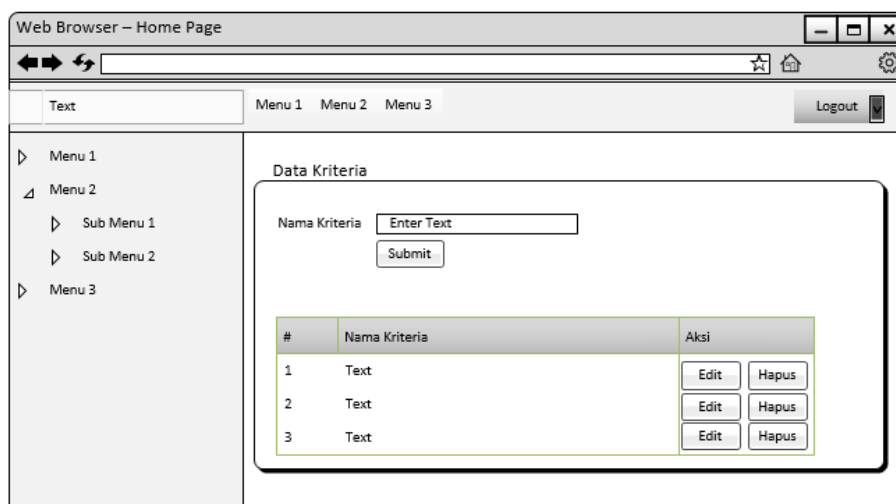 Web Browser – Home Page
Text
Menu 1 Menu 2 Menu 3
Logout
Menu 1
Menu 2
Sub Menu 1
Sub Menu 2
Menu 3
Data Kriteria
Nama Kriteria Enter Text
Submit
# Nama Kriteria Aksi
1 Text Edit Hapus
2 Text Edit Hapus
3 Text Edit Hapus